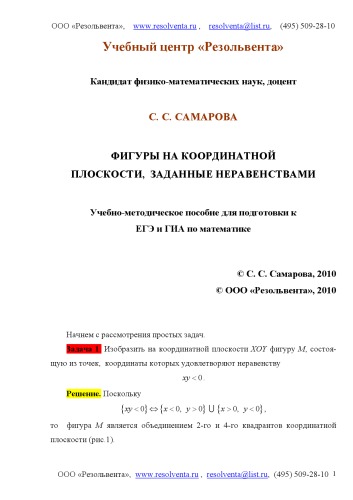 ООО «Резольвента», www.resolventa.ru , resolventa@list.ru, (495) 509-28-10
Учебный центр «Резольвента»
Кандидат физико-математических наук, доцент
С. С. САМАРОВА
ФИГУРЫ НА КООРДИНАТНОЙ
ПЛОСКОСТИ, ЗАДАННЫЕ НЕРАВЕНСТВАМИ
Учебно-методическое пособие для подготовки к
ЕГЭ и ГИА по математике
© С. С. Самарова, 2010
© ООО «Резольвента», 2010
Начнем с рассмотрения простых задач.
Задача 1. Изобразить на координатной плоскости XOY фигуру M, состоя-
щую из точек, координаты которых удовлетворяют неравенству
xy < 0.
Решение. Поскольку
{xy < 0} ⇔ {x < 0, y > 0} ∪ {x > 0, y < 0},
то фигура M является объединением 2-го и 4-го квадрантов координатной
плоскости (рис.1).
ООО «Резольвента», www.resolventa.ru , resolventa@list.ru, (495) 509-28-10 1